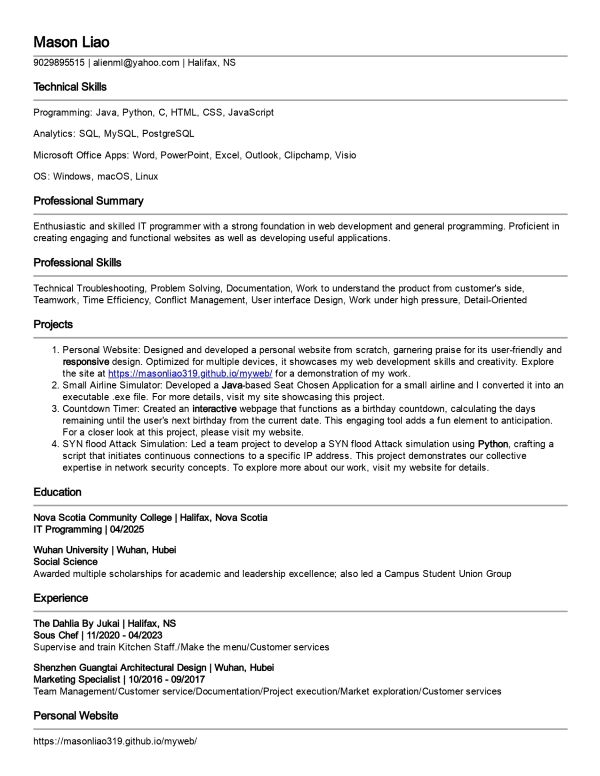 Mason Liao
9029895515 | alienml@yahoo.com | Halifax, NS
Technical Skills
Programming: Java, Python, C, HTML, CSS, JavaScript
Analytics: SQL, MySQL, PostgreSQL
Microsoft Office Apps: Word, PowerPoint, Excel, Outlook, Clipchamp, Visio
OS: Windows, macOS, Linux
Professional Summary
Enthusiastic and skilled IT programmer with a strong foundation in web development and general programming. Proficient in
creating engaging and functional websites as well as developing useful applications.
Professional Skills
Technical Troubleshooting, Problem Solving, Documentation, Work to understand the product from customer's side,
Teamwork, Time Efficiency, Conflict Management, User interface Design, Work under high pressure, Detail-Oriented
Projects
1. Personal Website: Designed and developed a personal website from scratch, garnering praise for its user-friendly and
responsive design. Optimized for multiple devices, it showcases my web development skills and creativity. Explore
the site at https://masonliao319.github.io/myweb/ for a demonstration of my work.
2. Small Airline Simulator: Developed a Java-based Seat Chosen Application for a small airline and I converted it into an
executable .exe file. For more details, visit my site showcasing this project.
3. Countdown Timer: Created an interactive webpage that functions as a birthday countdown, calculating the days
remaining until the user's next birthday from the current date. This engaging tool adds a fun element to anticipation.
For a closer look at this project, please visit my website.
4. SYN flood Attack Simulation: Led a team project to develop a SYN flood Attack simulation using Python, crafting a
script that initiates continuous connections to a specific IP address. This project demonstrates our collective
expertise in network security concepts. To explore more about our work, visit my website for details.
Education
Nova Scotia Community College | Halifax, Nova Scotia
IT Programming | 04/2025
Wuhan University | Wuhan, Hubei
Social Science
Awarded multiple scholarships for academic and leadership excellence; also led a Campus Student Union Group
Experience
The Dahlia By Jukai | Halifax, NS
Sous Chef | 11/2020 - 04/2023
Supervise and train Kitchen Staff./Make the menu/Customer services
Shenzhen Guangtai Architectural Design | Wuhan, Hubei
Marketing Specialist | 10/2016 - 09/2017
Team Management/Customer service/Documentation/Project execution/Market exploration/Customer services
Personal Website
https://masonliao319.github.io/myweb/